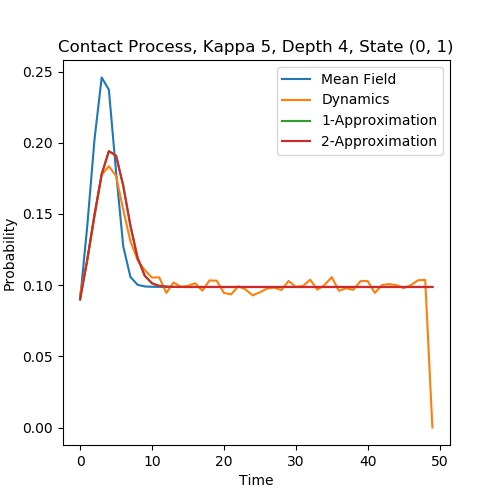 Contact Process, Kappa 5, Depth 4, State (0, 1)
Mean Field
Dynamics
1-Approximation
2-Approximation
Probability
0.25
0.20
0.15
0.10
0.05
0.00
0 10 20 30 40 50
Time